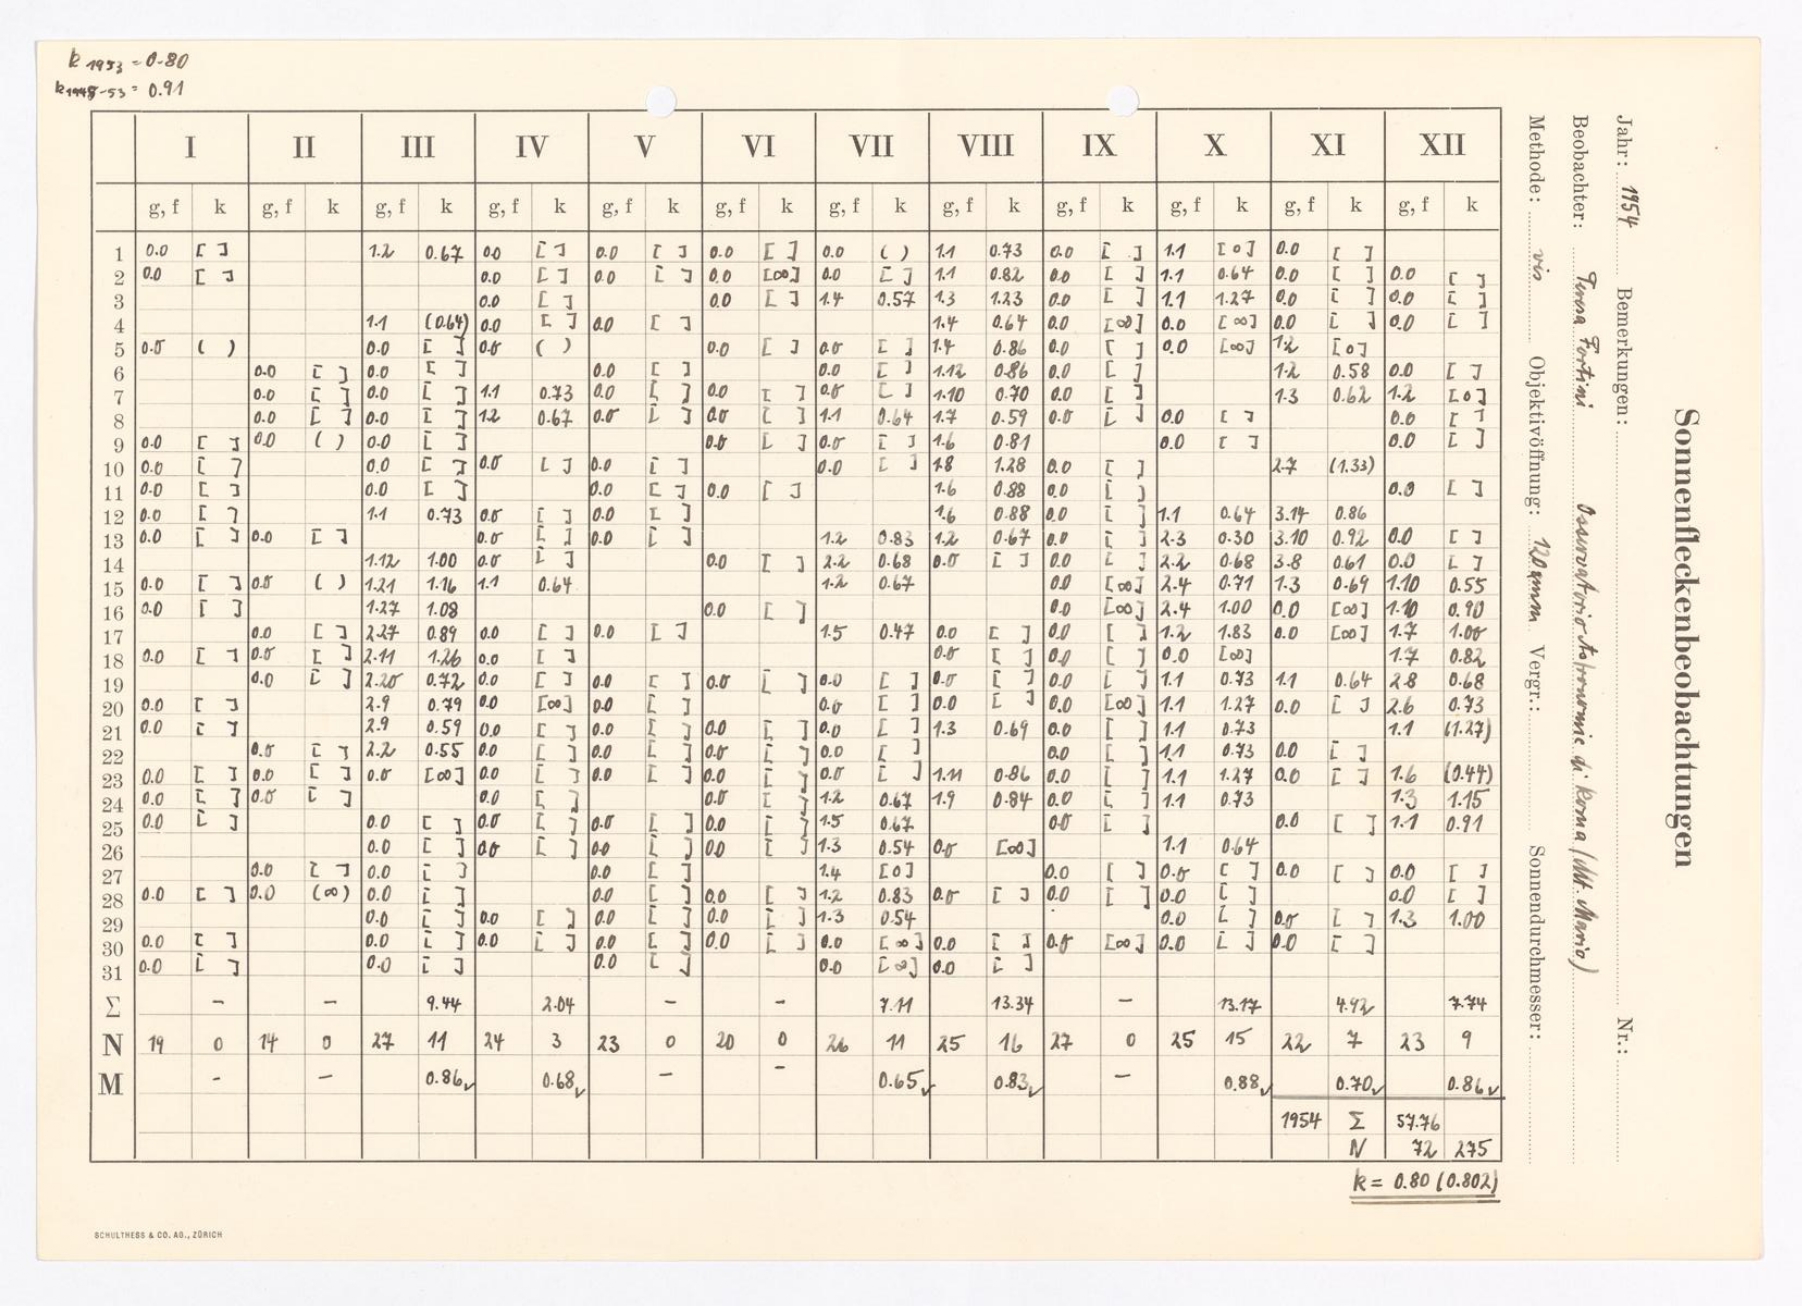 k 1953 = 0.80
k 1948-53 = 0.91
Sonnenfleckenbeobachtungen
Jahr: 1954 Bemerkungen: Nr.:
Beobachter: Teresa Fortini Osservatorio Astronomico di Roma (Mt. Mario)
Methode: vis Objektivöffnung: 120 mm Vergr.: Sonnendurchmesser:
I II III IV V VI VII VIII IX X XI XII
g, f k g, f k g, f k g, f k g, f k g, f k g, f k g, f k g, f k g, f k g, f k g, f k
1 0.0 [ ] 1.2 0.67 0.0 [ ] 0.0 [ ] 0.0 [ ] 0.0 ( ) 1.1 0.73 0.0 [ ] 1.1 [0] 0.0 [ ]
2 0.0 [ ] 0.0 [ ] 0.0 [ ] 0.0 [∞] 0.0 [ ] 1.1 0.82 0.0 [ ] 1.1 0.64 0.0 [ ] 0.0 [ ]
3 0.0 [ ] 0.0 [ ] 1.4 0.57 1.3 1.23 0.0 [ ] 1.1 1.27 0.0 [ ] 0.0 [ ]
4 1.1 (0.64) 0.0 [ ] 0.0 [ ] 1.4 0.64 0.0 [∞] 0.0 [∞] 0.0 [ ] 0.0 [ ]
5 0.0 ( ) 0.0 [ ] 0.0 ( ) 0.0 [ ] 0.0 [ ] 1.4 0.86 0.0 [ ] 0.0 [∞] 1.2 [0]
6 0.0 [ ] 0.0 [ ] 0.0 [ ] 0.0 [ ] 1.12 0.86 0.0 [ ] 1.2 0.58 0.0 [ ]
7 0.0 [ ] 0.0 [ ] 1.1 0.73 0.0 [ ] 0.0 [ ] 0.0 [ ] 1.10 0.70 0.0 [ ] 1.3 0.62 1.2 [0]
8 0.0 [ ] 0.0 [ ] 1.2 0.67 0.0 [ ] 0.0 [ ] 1.1 0.64 1.7 0.59 0.0 [ ] 0.0 [ ] 0.0 [ ]
9 0.0 [ ] 0.0 ( ) 0.0 [ ] 0.0 [ ] 0.0 [ ] 1.6 0.81 0.0 [ ] 0.0 [ ]
10 0.0 [ ] 0.0 [ ] 0.0 [ ] 0.0 [ ] 0.0 [ ] 1.8 1.28 0.0 [ ] 2.7 (1.33)
11 0.0 [ ] 0.0 [ ] 0.0 [ ] 0.0 [ ] 1.6 0.88 0.0 [ ] 0.0 [ ]
12 0.0 [ ] 1.1 0.73 0.0 [ ] 0.0 [ ] 1.6 0.88 0.0 [ ] 1.1 0.64 3.14 0.86
13 0.0 [ ] 0.0 [ ] 0.0 [ ] 0.0 [ ] 1.2 0.83 1.2 0.67 0.0 [ ] 2.3 0.30 3.10 0.92 0.0 [ ]
14 1.12 1.00 0.0 [ ] 0.0 [ ] 2.2 0.68 0.0 [ ] 0.0 [ ] 2.2 0.68 3.8 0.61 0.0 [ ]
15 0.0 [ ] 0.0 ( ) 1.21 1.16 1.1 0.64 1.2 0.67 0.0 [∞] 2.4 0.71 1.3 0.69 1.10 0.55
16 0.0 [ ] 1.27 1.08 0.0 [ ] 0.0 [∞] 2.4 1.00 0.0 [∞] 1.10 0.90
17 0.0 [ ] 2.27 0.89 0.0 [ ] 0.0 [ ] 1.5 0.47 0.0 [ ] 0.0 [ ] 1.2 1.83 0.0 [∞] 1.7 1.00
18 0.0 [ ] 0.0 [ ] 2.11 1.26 0.0 [ ] 0.0 [ ] 0.0 [ ] 0.0 [∞] 1.7 0.82
19 0.0 [ ] 2.20 0.72 0.0 [ ] 0.0 [ ] 0.0 [ ] 0.0 [ ] 0.0 [ ] 0.0 [ ] 1.1 0.73 1.1 0.64 2.8 0.68
20 0.0 [ ] 2.9 0.79 0.0 [∞] 0.0 [ ] 0.0 [ ] 0.0 [ ] 0.0 [∞] 1.1 1.27 0.0 [ ] 2.6 0.73
21 0.0 [ ] 2.9 0.59 0.0 [ ] 0.0 [ ] 0.0 [ ] 0.0 [ ] 1.3 0.69 0.0 [ ] 1.1 0.73 1.1 (1.27)
22 0.0 [ ] 2.2 0.55 0.0 [ ] 0.0 [ ] 0.0 [ ] 0.0 [ ] 0.0 [ ] 1.1 0.73 0.0 [ ]
23 0.0 [ ] 0.0 [ ] 0.0 [∞] 0.0 [ ] 0.0 [ ] 0.0 [ ] 0.0 [ ] 1.11 0.86 0.0 [ ] 1.1 1.27 0.0 [ ] 1.6 (0.44)
24 0.0 [ ] 0.0 [ ] 0.0 [ ] 0.0 [ ] 1.2 0.67 1.9 0.84 0.0 [ ] 1.1 0.73 1.3 1.15
25 0.0 [ ] 0.0 [ ] 0.0 [ ] 0.0 [ ] 0.0 [ ] 1.5 0.67 0.0 [ ] 0.0 [ ] 1.1 0.91
26 0.0 [ ] 0.0 [ ] 0.0 [ ] 0.0 [ ] 1.3 0.54 0.0 [∞] 1.1 0.64
27 0.0 [ ] 0.0 [ ] 0.0 [ ] 1.4 [0] 0.0 [ ] 0.0 [ ] 0.0 [ ] 0.0 [ ]
28 0.0 [ ] 0.0 (∞) 0.0 [ ] 0.0 [ ] 0.0 [ ] 1.2 0.83 0.0 [ ] 0.0 [ ] 0.0 [ ] 0.0 [ ]
29 0.0 [ ] 0.0 [ ] 0.0 [ ] 0.0 [ ] 1.3 0.54 0.0 [ ] 0.0 [ ] 1.3 1.00
30 0.0 [ ] 0.0 [ ] 0.0 [ ] 0.0 [ ] 0.0 [ ] 0.0 [∞] 0.0 [ ] 0.0 [∞] 0.0 [ ] 0.0 [ ]
31 0.0 [ ] 0.0 [ ] 0.0 [ ] 0.0 [∞] 0.0 [ ]
Σ – – 9.44 2.04 – – 7.11 13.34 – 13.17 4.92 7.74
N 19 0 14 0 27 11 24 3 23 0 20 0 26 11 25 16 27 0 25 15 22 7 23 9
M – – 0.86✓ 0.68✓ – – 0.65✓ 0.83✓ – 0.88✓ 0.70✓ 0.86✓
1954 Σ 57.76
N 72 275
k = 0.80 (0.802)
SCHULTHESS & CO. AG., ZÜRICH